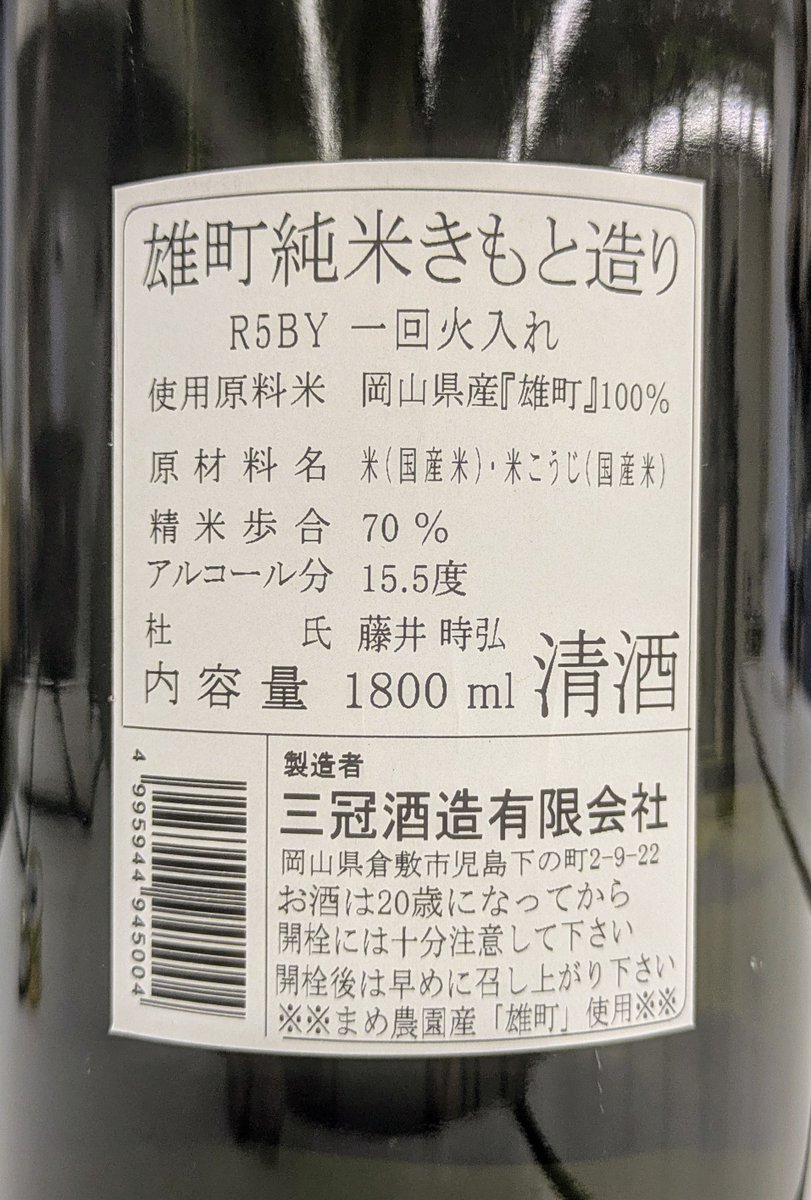 雄町純米きもと造り
R5BY 一回火入れ
使用原料米 岡山県産『雄町』100%
原材料名 米(国産米)・米こうじ(国産米)
精米歩合 70 %
アルコール分 15.5度
杜氏 藤井 時弘
内容量 1800 ml 清酒
4 995944 945004
製造者
三冠酒造有限会社
岡山県倉敷市児島下の町2-9-22
お酒は20歳になってから
開栓には十分注意して下さい
開栓後は早めに召し上がり下さい
※※まめ農園産「雄町」使用※※